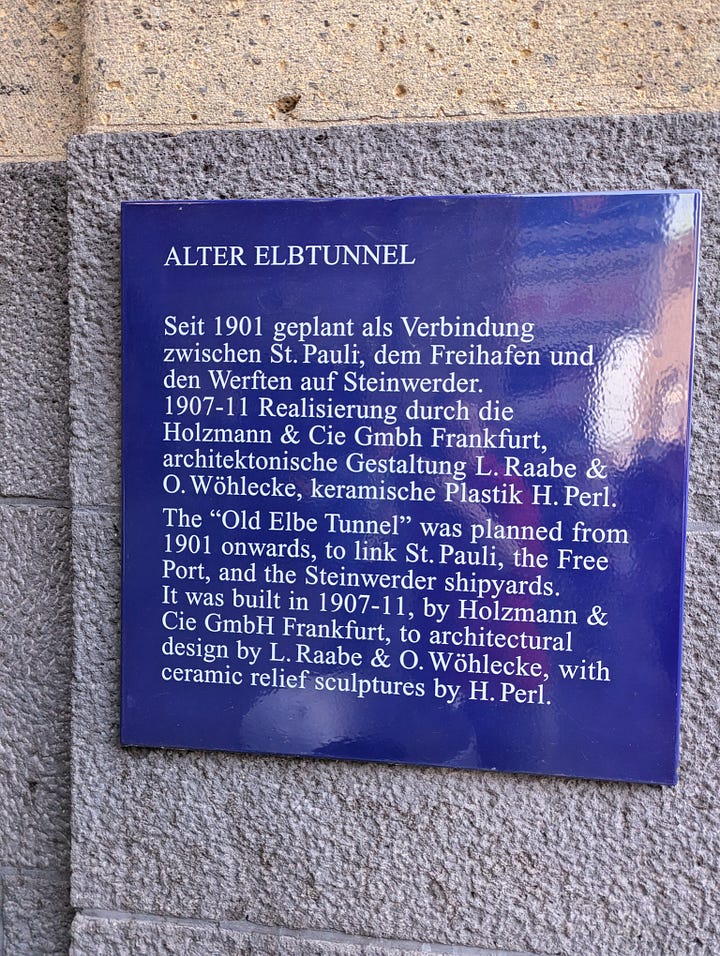 ALTER ELBTUNNEL
Seit 1901 geplant als Verbindung
zwischen St. Pauli, dem Freihafen und
den Werften auf Steinwerder.
1907-11 Realisierung durch die
Holzmann & Cie Gmbh Frankfurt,
architektonische Gestaltung L. Raabe &
O. Wöhlecke, keramische Plastik H. Perl.
The “Old Elbe Tunnel” was planned from
1901 onwards, to link St. Pauli, the Free
Port, and the Steinwerder shipyards.
It was built in 1907-11, by Holzmann &
Cie GmbH Frankfurt, to architectural
design by L. Raabe & O. Wöhlecke, with
ceramic relief sculptures by H. Perl.